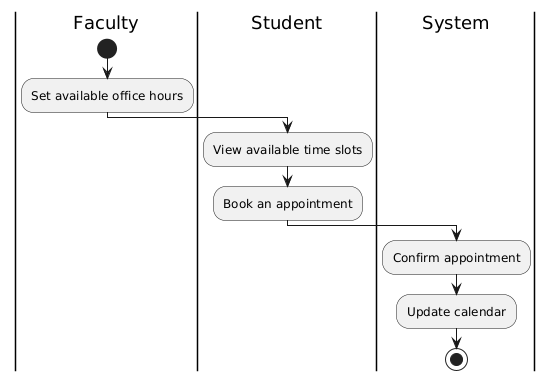 Faculty
Student
System
Set available office hours
View available time slots
Book an appointment
Confirm appointment
Update calendar